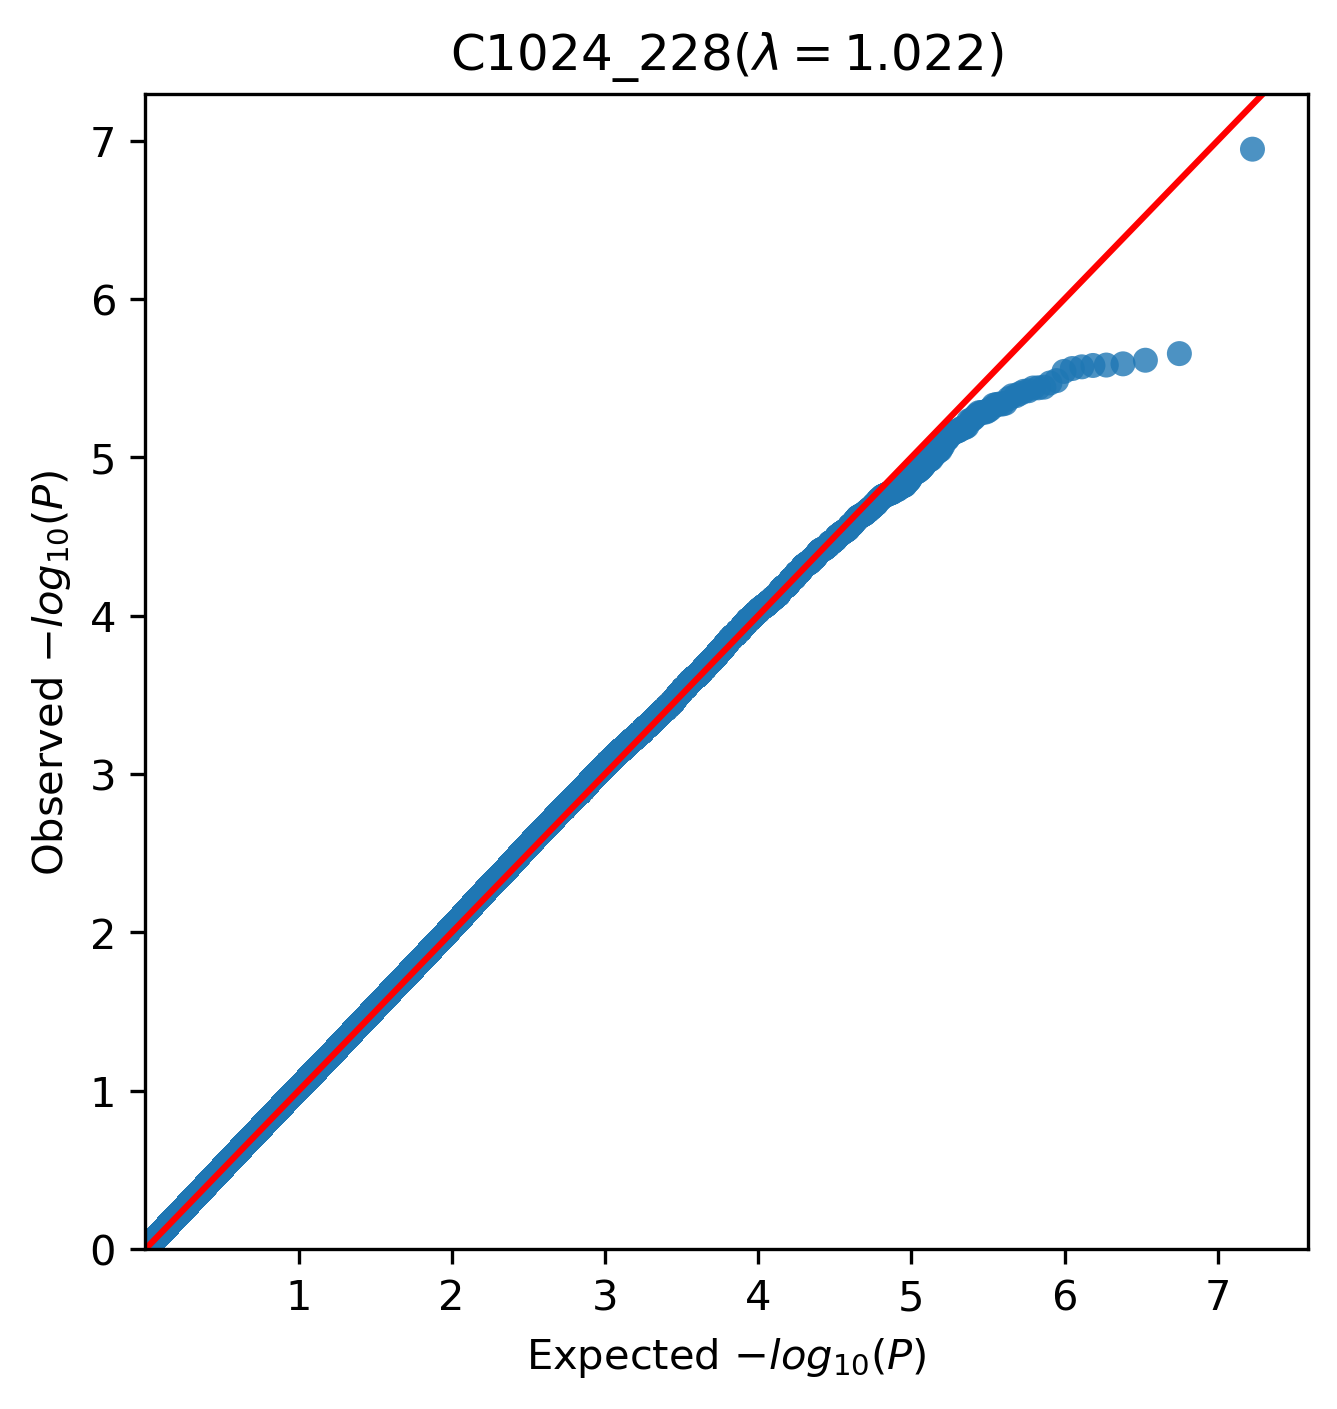 C1024_228(λ = 1.022)
Observed −log₁₀(P)
7
6
5
4
3
2
1
0
1 2 3 4 5 6 7
Expected −log₁₀(P)